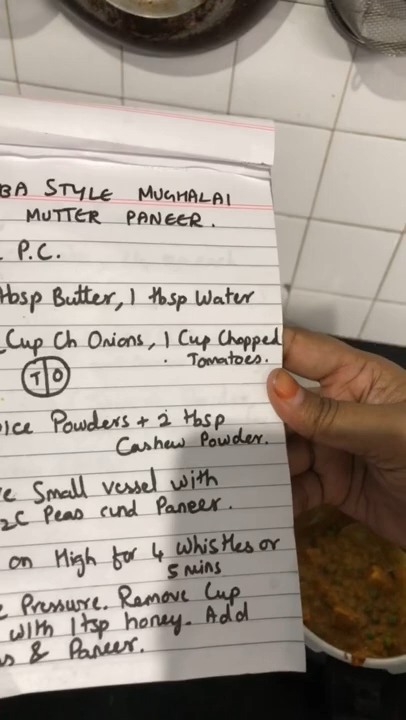 BA STYLE MUGHALAI
MUTTER PANEER.
P.C.
Tbsp Butter, 1 tbsp Water
Cup Ch Onions, 1 Cup Chopped
Tomatoes.
T O
ice Powders + 2 Tbsp
Cashew Powder.
e Small vessel with
2C Peas and Paneer.
on High for 4 whistles or
5 mins
Pressure. Remove Cup
with 1 tsp honey. Add
s & Paneer.